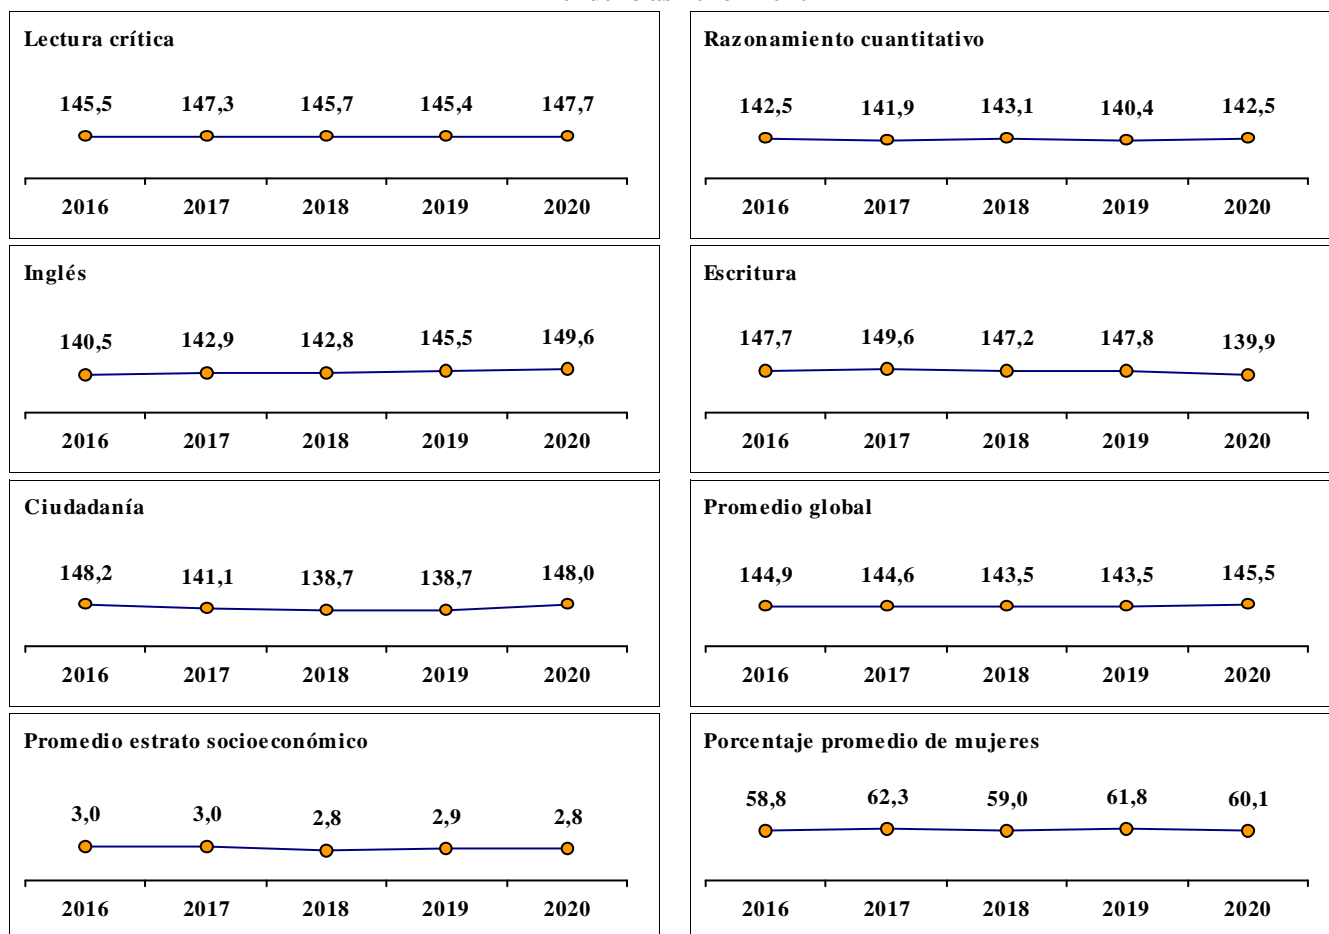 Lectura crítica
145,5 147,3 145,7 145,4 147,7
2016 2017 2018 2019 2020
Razonamiento cuantitativo
142,5 141,9 143,1 140,4 142,5
2016 2017 2018 2019 2020
Inglés
140,5 142,9 142,8 145,5 149,6
2016 2017 2018 2019 2020
Escritura
147,7 149,6 147,2 147,8 139,9
2016 2017 2018 2019 2020
Ciudadanía
148,2 141,1 138,7 138,7 148,0
2016 2017 2018 2019 2020
Promedio global
144,9 144,6 143,5 143,5 145,5
2016 2017 2018 2019 2020
Promedio estrato socioeconómico
3,0 3,0 2,8 2,9 2,8
2016 2017 2018 2019 2020
Porcentaje promedio de mujeres
58,8 62,3 59,0 61,8 60,1
2016 2017 2018 2019 2020